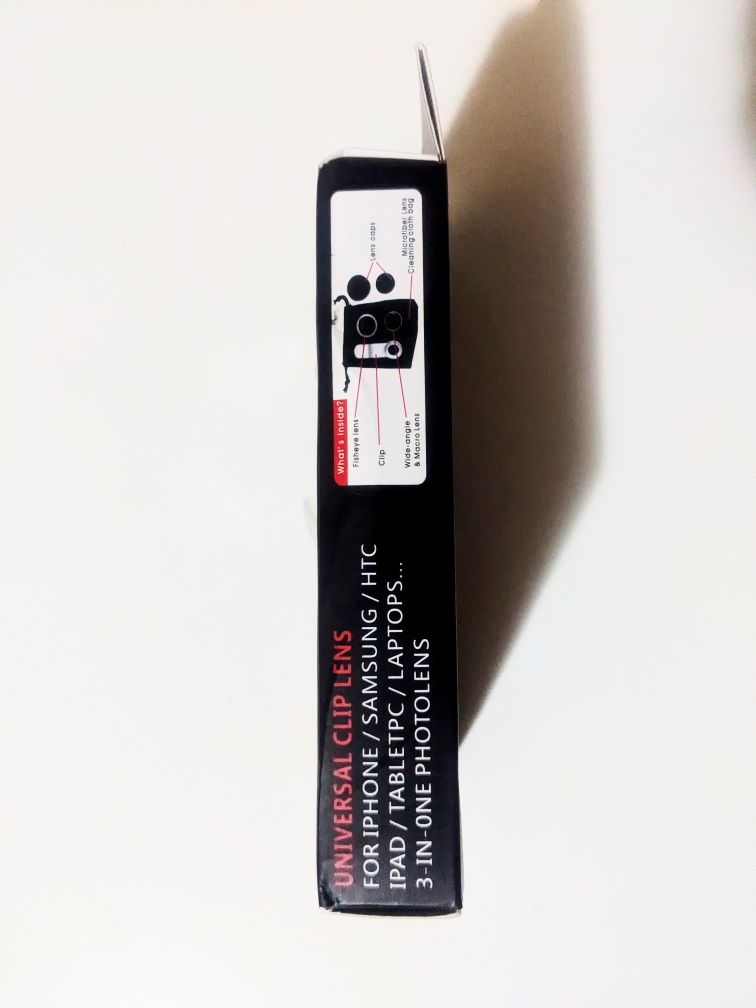 UNIVERSAL CLIP LENS
FOR IPHONE / SAMSUNG / HTC
IPAD / TABLETPC / LAPTOPS...
3-IN-ONE PHOTOLENS
What's Inside?
Fisheye lens
Clip
Wide-angle
& Macro Lens
Lens caps
Microfiber Lens
Cleaning cloth bag